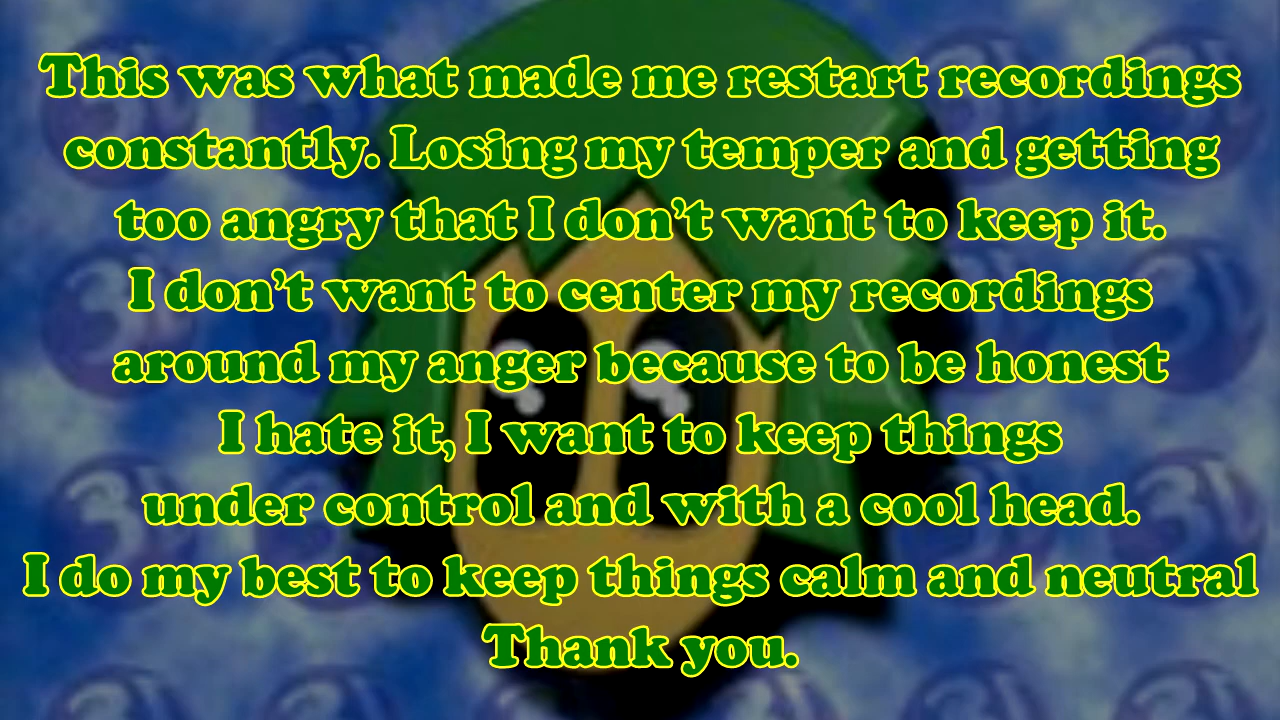 This was what made me restart recordings
constantly. Losing my temper and getting
too angry that I don’t want to keep it.
I don’t want to center my recordings
around my anger because to be honest
I hate it, I want to keep things
under control and with a cool head.
I do my best to keep things calm and neutral
Thank you.